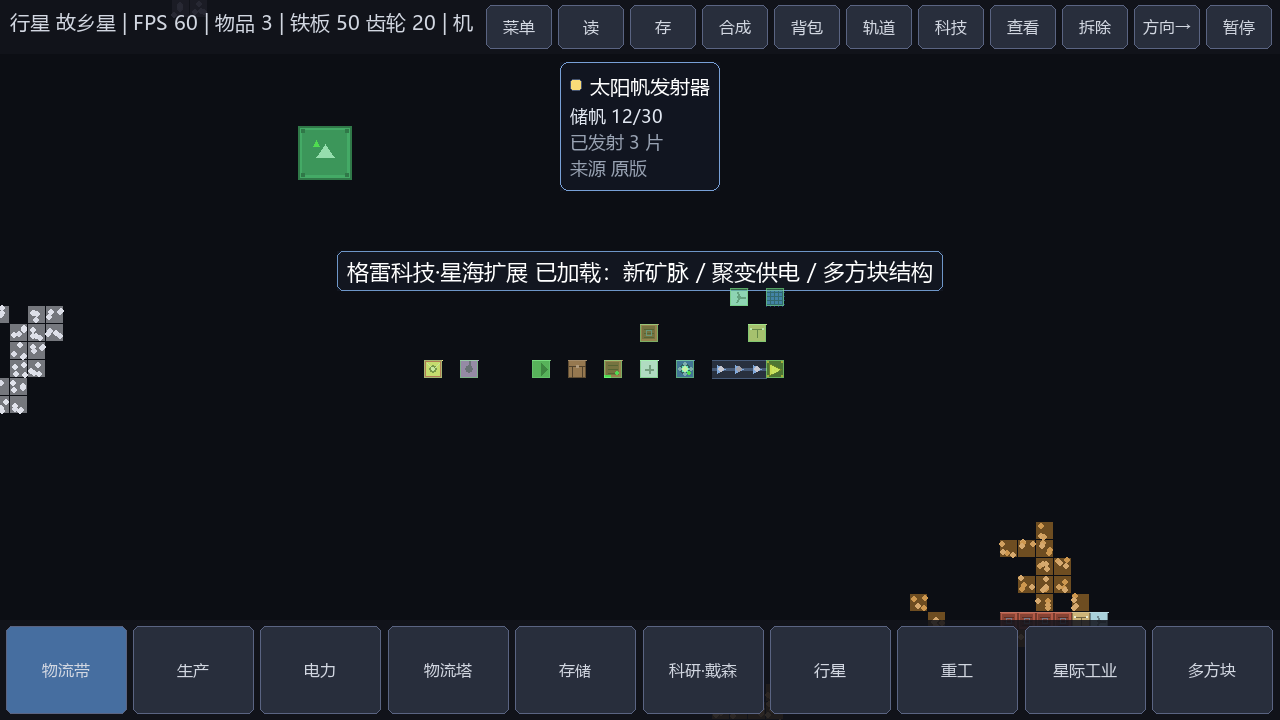 行星 故乡星 | FPS 60 | 物品 3 | 铁板 50 齿轮 20 | 机
菜单
读
存
合成
背包
轨道
科技
查看
拆除
方向→
暂停
太阳帆发射器
储帆 12/30
已发射 3 片
来源 原版
格雷科技·星海扩展 已加载：新矿脉 / 聚变供电 / 多方块结构
物流带
生产
电力
物流塔
存储
科研·戴森
行星
重工
星际工业
多方块